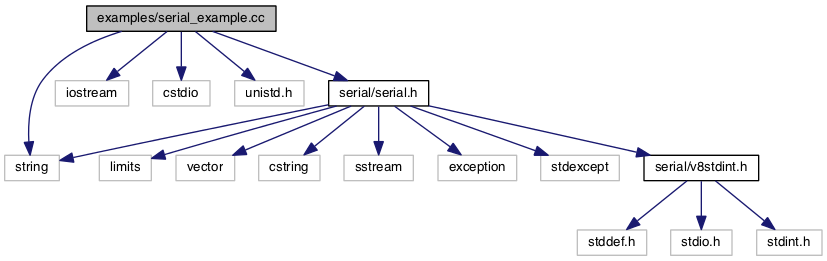 examples/serial_example.cc
iostream
cstdio
unistd.h
serial/serial.h
string
limits
vector
cstring
sstream
exception
stdexcept
serial/v8stdint.h
stddef.h
stdio.h
stdint.h